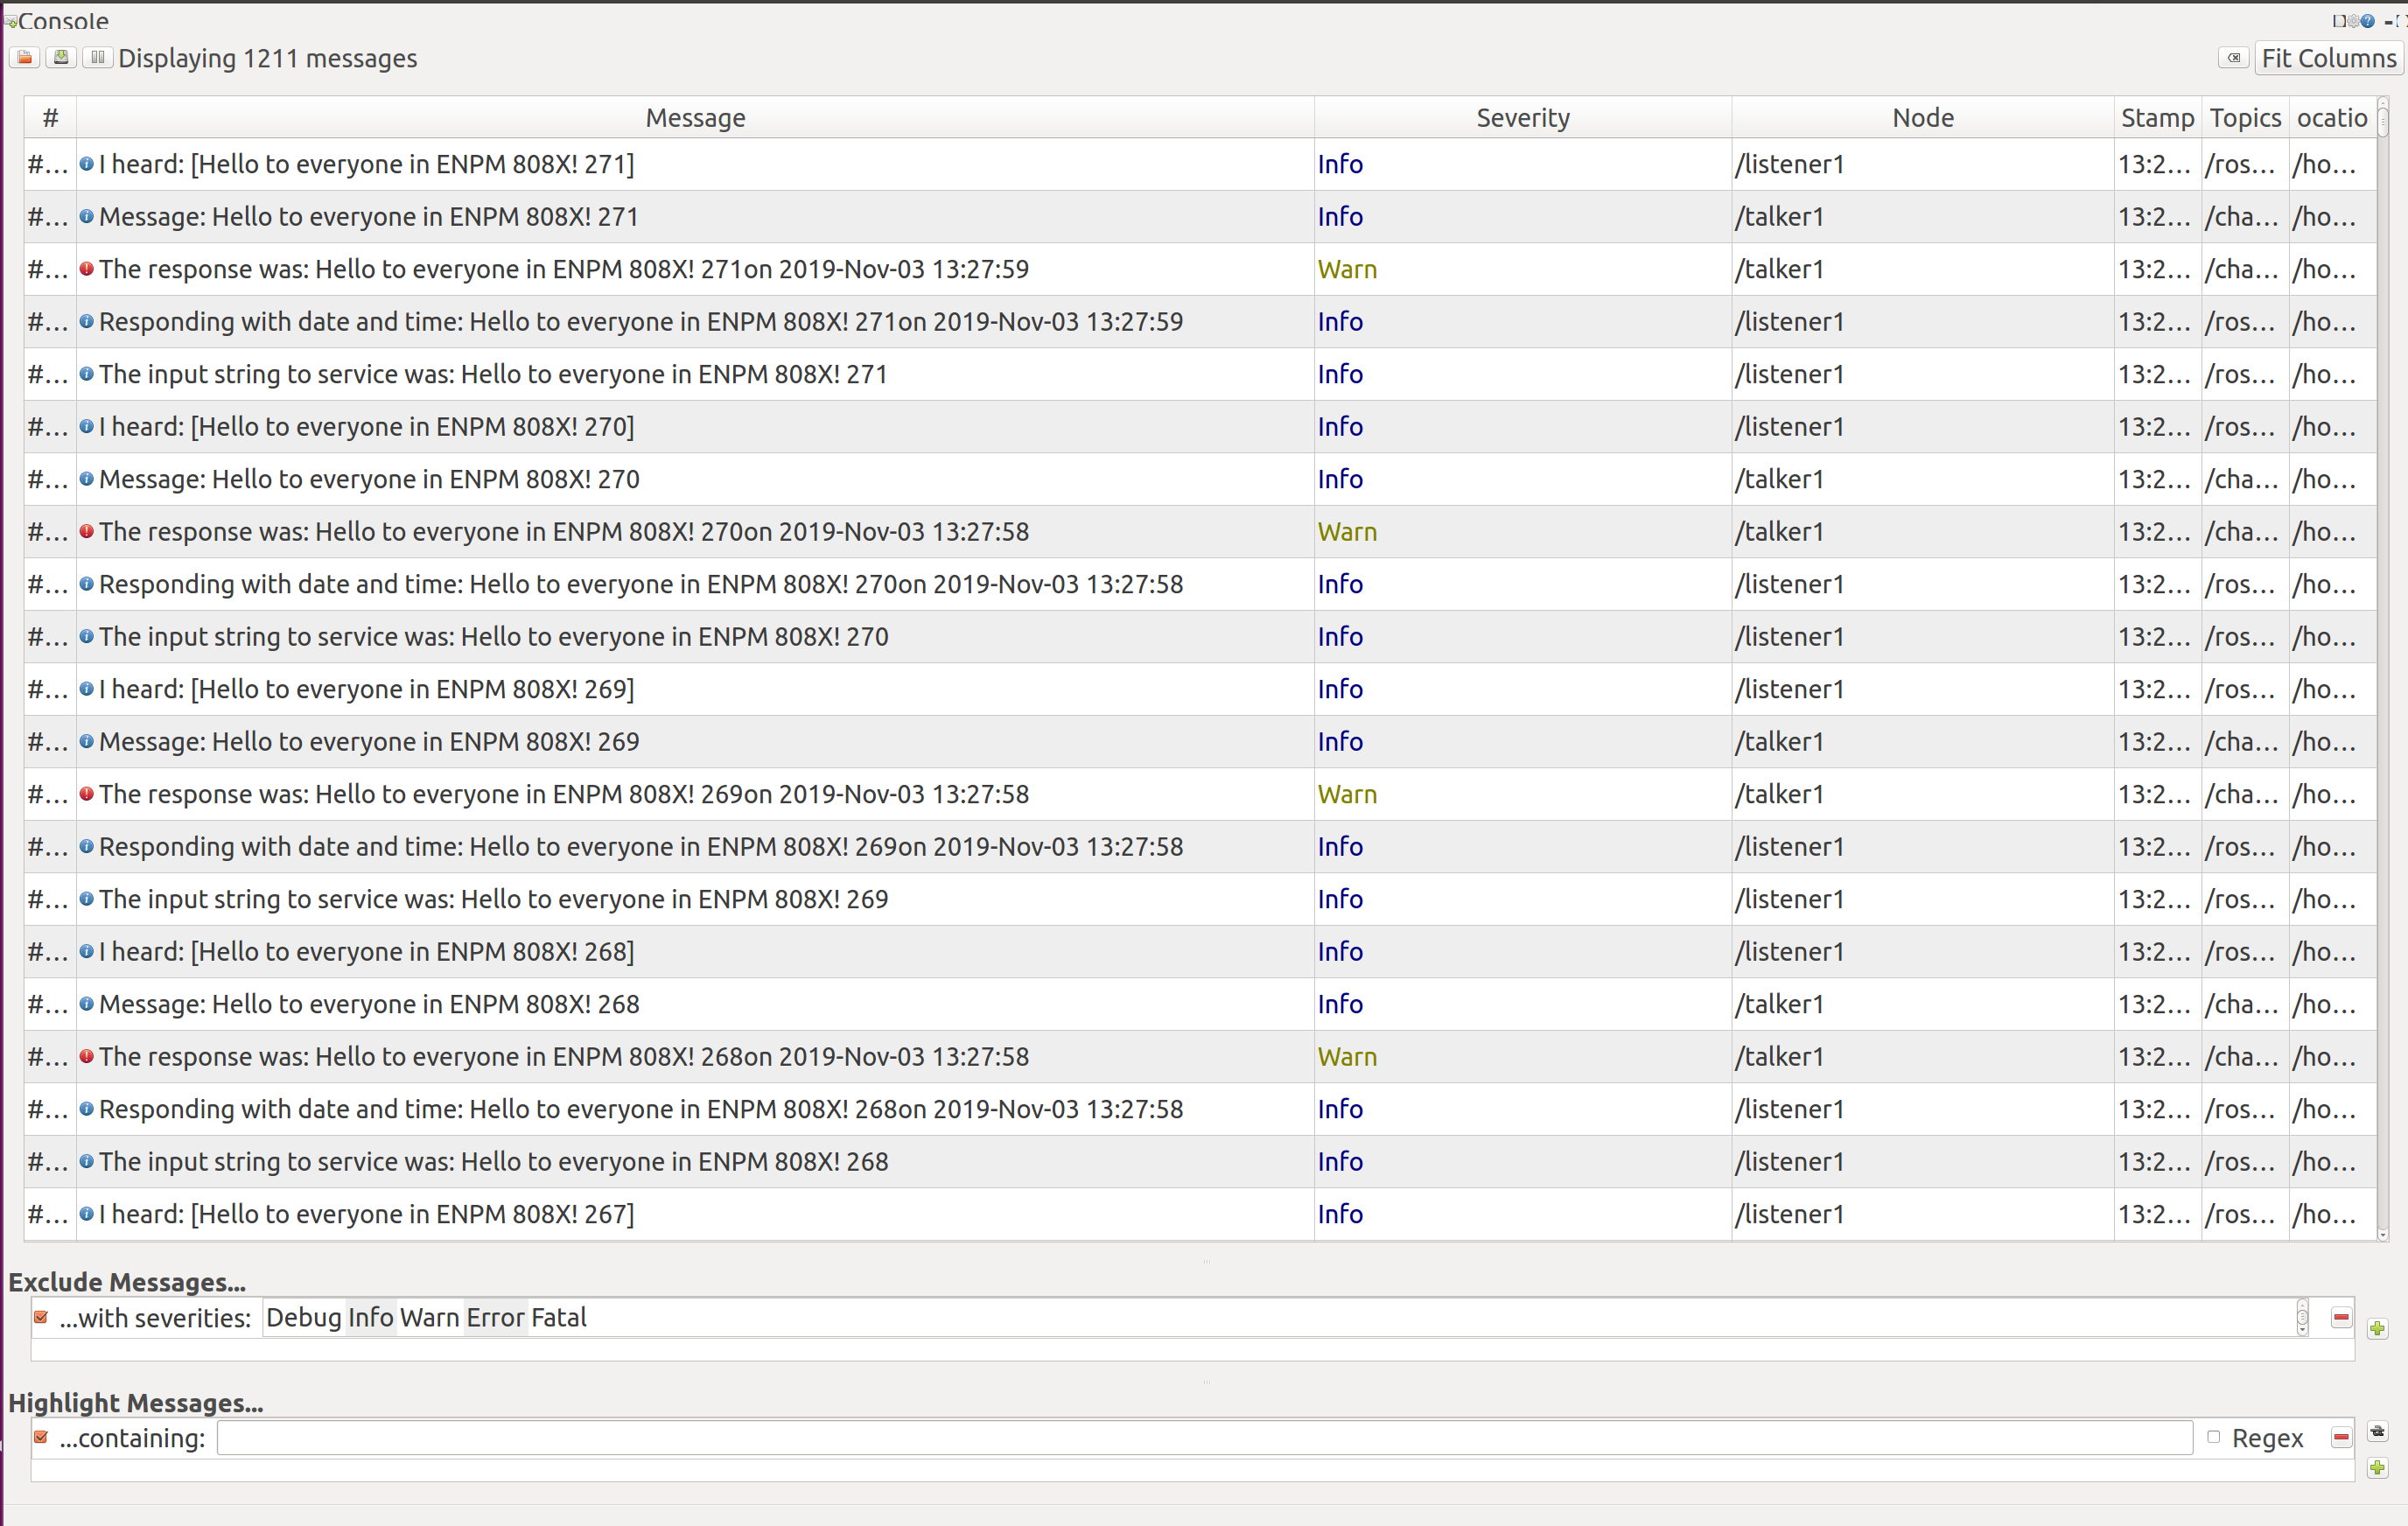 Console
Displaying 1211 messages Fit Columns
# Message Severity Node Stamp Topics ocatio
#... I heard: [Hello to everyone in ENPM 808X! 271] Info /listener1 13:2... /ros... /ho...
#... Message: Hello to everyone in ENPM 808X! 271 Info /talker1 13:2... /cha... /ho...
#... The response was: Hello to everyone in ENPM 808X! 271on 2019-Nov-03 13:27:59 Warn /talker1 13:2... /cha... /ho...
#... Responding with date and time: Hello to everyone in ENPM 808X! 271on 2019-Nov-03 13:27:59 Info /listener1 13:2... /ros... /ho...
#... The input string to service was: Hello to everyone in ENPM 808X! 271 Info /listener1 13:2... /ros... /ho...
#... I heard: [Hello to everyone in ENPM 808X! 270] Info /listener1 13:2... /ros... /ho...
#... Message: Hello to everyone in ENPM 808X! 270 Info /talker1 13:2... /cha... /ho...
#... The response was: Hello to everyone in ENPM 808X! 270on 2019-Nov-03 13:27:58 Warn /talker1 13:2... /cha... /ho...
#... Responding with date and time: Hello to everyone in ENPM 808X! 270on 2019-Nov-03 13:27:58 Info /listener1 13:2... /ros... /ho...
#... The input string to service was: Hello to everyone in ENPM 808X! 270 Info /listener1 13:2... /ros... /ho...
#... I heard: [Hello to everyone in ENPM 808X! 269] Info /listener1 13:2... /ros... /ho...
#... Message: Hello to everyone in ENPM 808X! 269 Info /talker1 13:2... /cha... /ho...
#... The response was: Hello to everyone in ENPM 808X! 269on 2019-Nov-03 13:27:58 Warn /talker1 13:2... /cha... /ho...
#... Responding with date and time: Hello to everyone in ENPM 808X! 269on 2019-Nov-03 13:27:58 Info /listener1 13:2... /ros... /ho...
#... The input string to service was: Hello to everyone in ENPM 808X! 269 Info /listener1 13:2... /ros... /ho...
#... I heard: [Hello to everyone in ENPM 808X! 268] Info /listener1 13:2... /ros... /ho...
#... Message: Hello to everyone in ENPM 808X! 268 Info /talker1 13:2... /cha... /ho...
#... The response was: Hello to everyone in ENPM 808X! 268on 2019-Nov-03 13:27:58 Warn /talker1 13:2... /cha... /ho...
#... Responding with date and time: Hello to everyone in ENPM 808X! 268on 2019-Nov-03 13:27:58 Info /listener1 13:2... /ros... /ho...
#... The input string to service was: Hello to everyone in ENPM 808X! 268 Info /listener1 13:2... /ros... /ho...
#... I heard: [Hello to everyone in ENPM 808X! 267] Info /listener1 13:2... /ros... /ho...
Exclude Messages...
...with severities: Debug Info Warn Error Fatal
Highlight Messages...
...containing: Regex